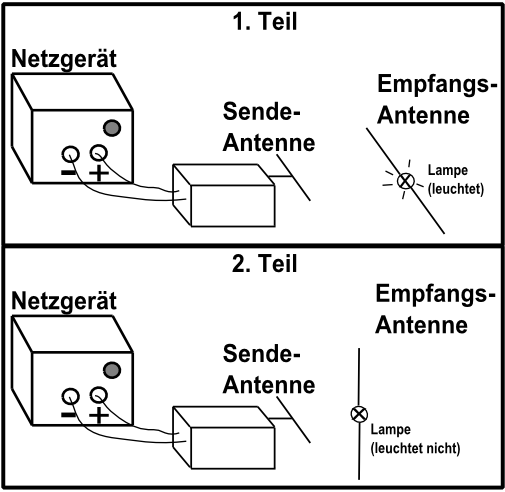 1. Teil
Netzgerät
Sende-
Antenne
Empfangs-
Antenne
Lampe
(leuchtet)
- +
2. Teil
Netzgerät
Sende-
Antenne
Empfangs-
Antenne
Lampe
(leuchtet nicht)
- +